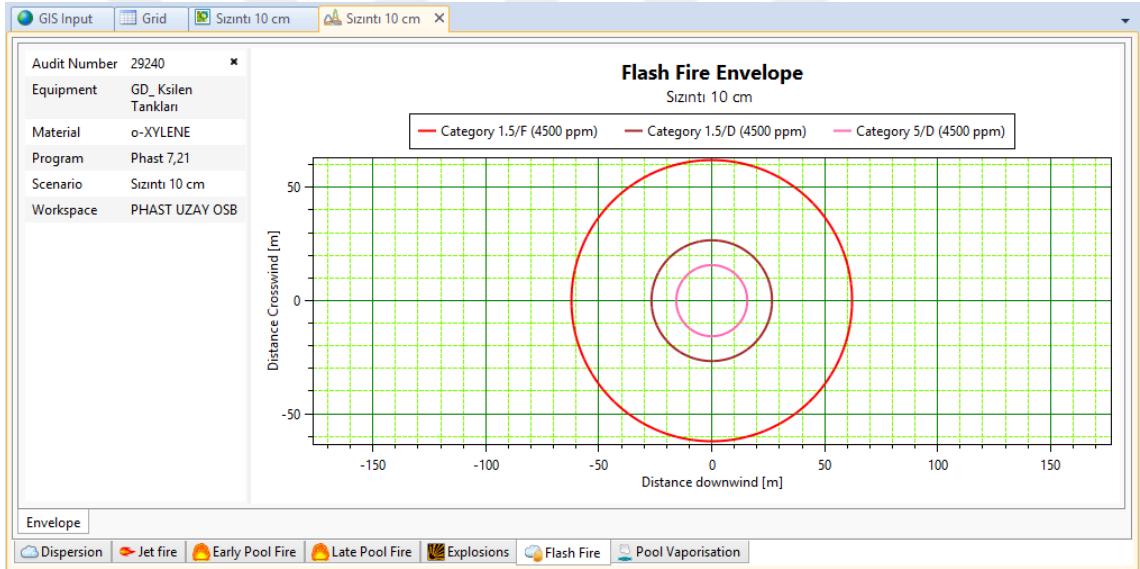 GIS Input
Grid
Sızıntı 10 cm
Sızıntı 10 cm
Audit Number 29240
Equipment GD_ Ksilen
Tankları
Material o-XYLENE
Program Phast 7,21
Scenario Sızıntı 10 cm
Workspace PHAST UZAY OSB
Flash Fire Envelope
Sızıntı 10 cm
Category 1.5/F (4500 ppm) Category 1.5/D (4500 ppm) Category 5/D (4500 ppm)
Distance Crosswind [m]
50
0
-50
-150 -100 -50 0 50 100 150
Distance downwind [m]
Envelope
Dispersion Jet fire Early Pool Fire Late Pool Fire Explosions Flash Fire Pool Vaporisation